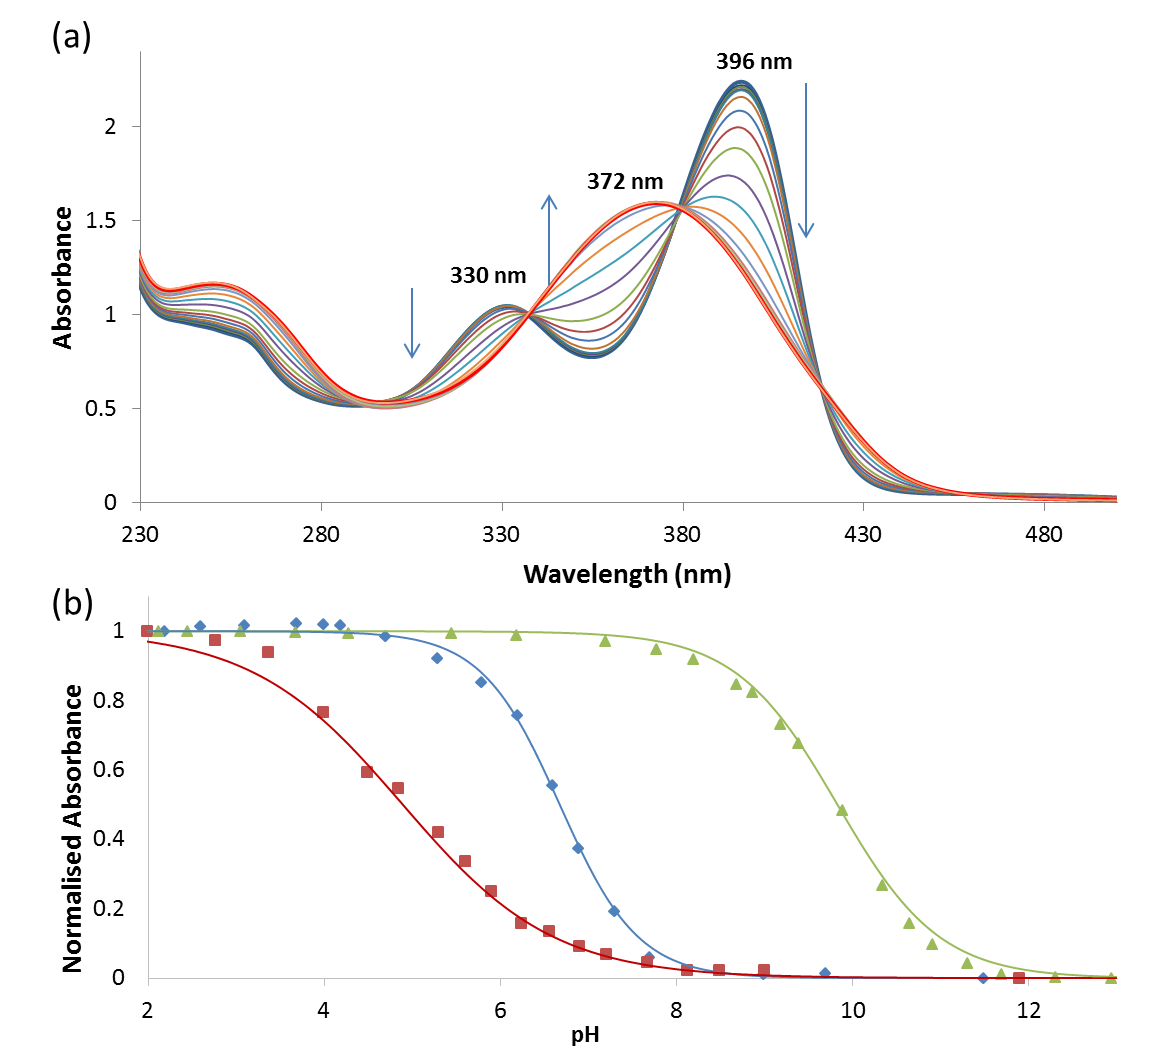 (a)
396 nm
372 nm
330 nm
Absorbance
2
1.5
1
0.5
0
230 280 330 380 430 480
Wavelength (nm)
(b)
Normalised Absorbance
1
0.8
0.6
0.4
0.2
0
2 4 6 8 10 12
pH